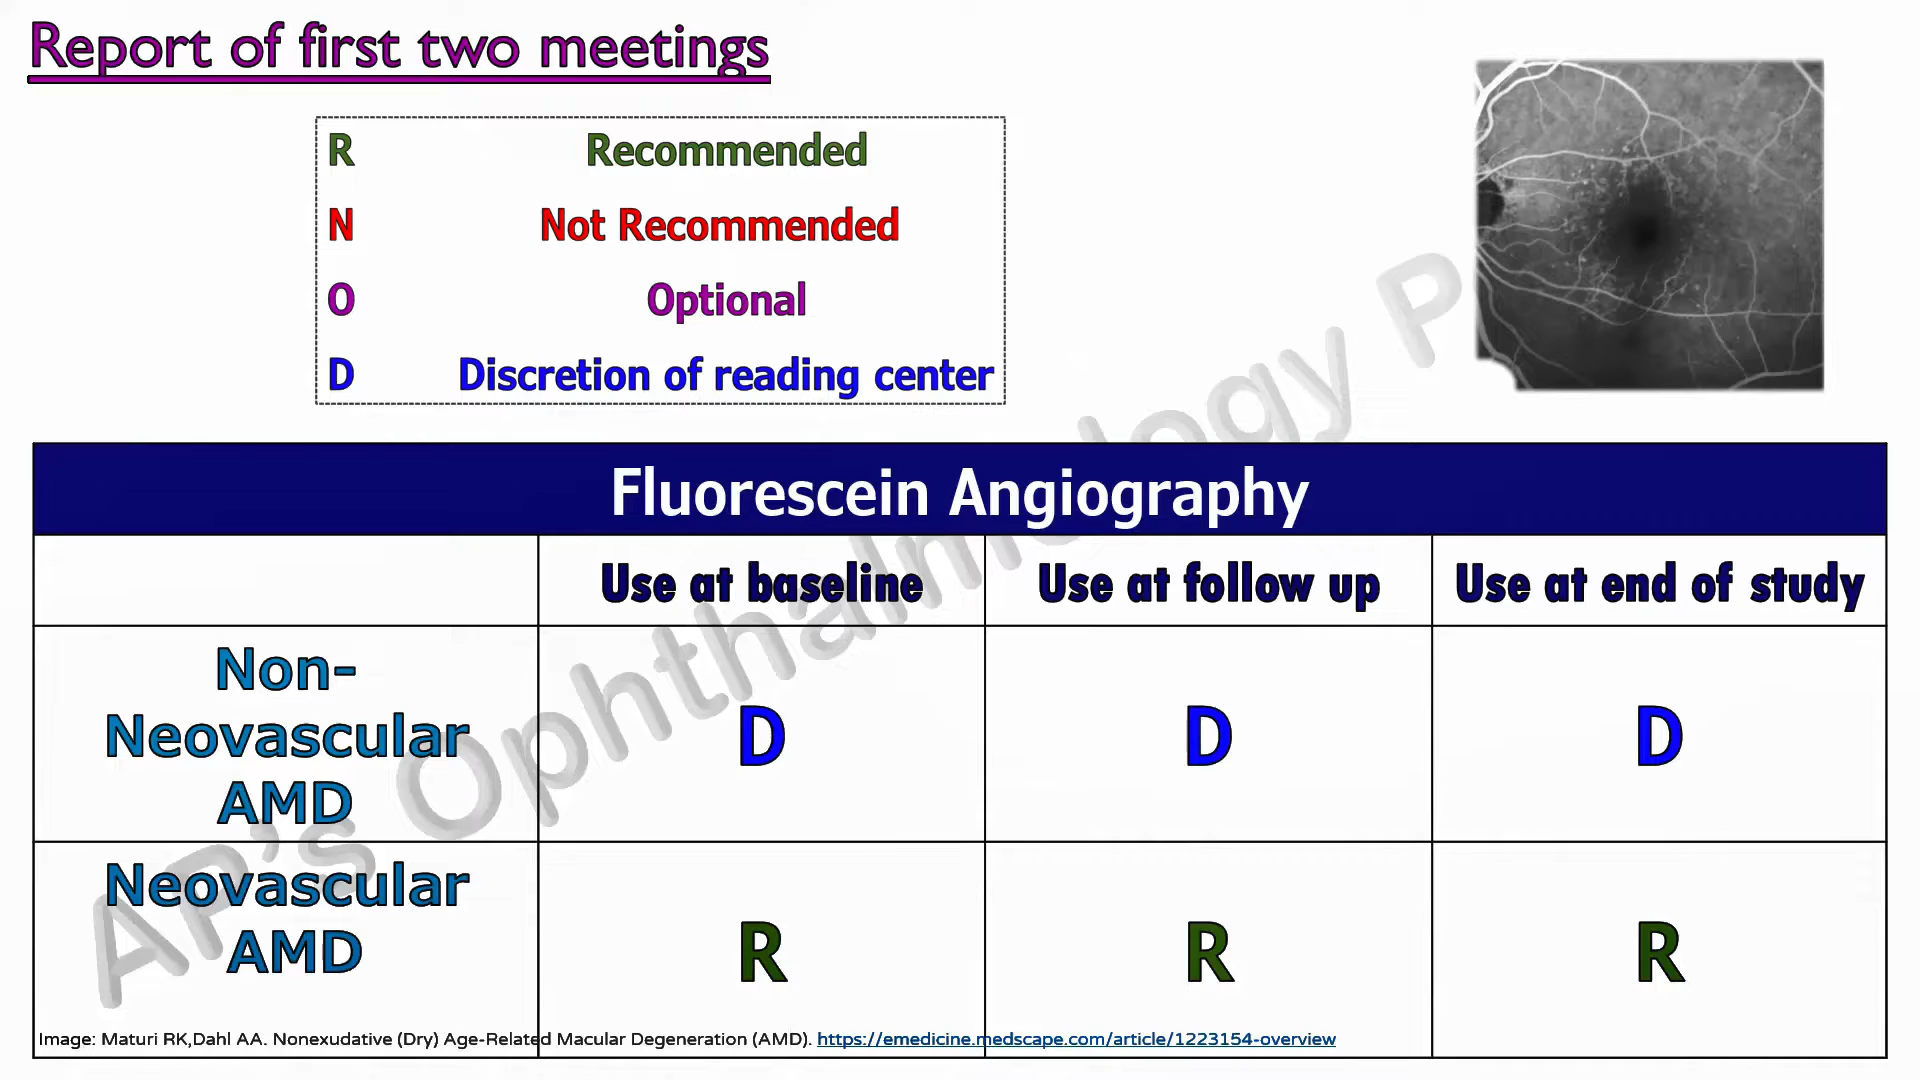 Report of first two meetings
R Recommended
N Not Recommended
O Optional
D Discretion of reading center
Fluorescein Angiography
Use at baseline Use at follow up Use at end of study
Non-
Neovascular
AMD
D D D
Neovascular
AMD
R R R
Image: Maturi RK,Dahl AA. Nonexudative (Dry) Age-Related Macular Degeneration (AMD). https://emedicine.medscape.com/article/1223154-overview
AP's Ophthalmology P